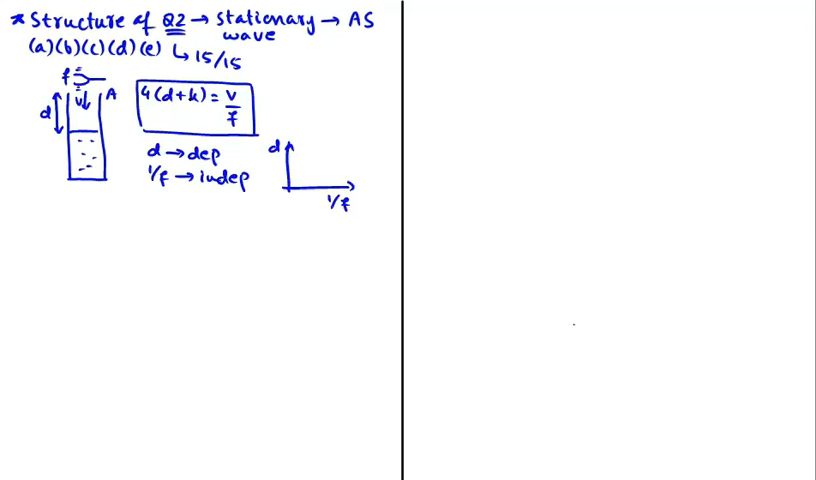 * Structure of Q2 → stationary wave → AS
(a)(b)(c)(d)(e) ↳ 15/15
f
v
A
d
4(d+k) = v/f
d → dep
1/f → indep
d
1/f